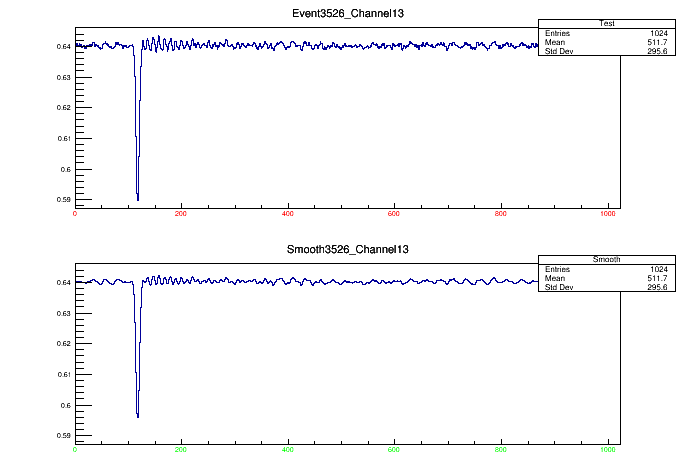 Event3526_Channel13
Test
Entries 1024
Mean 511.7
Std Dev 295.6
0.64
0.63
0.62
0.61
0.6
0.59
0 200 400 600 800 1000
Smooth3526_Channel13
Smooth
Entries 1024
Mean 511.7
Std Dev 295.6
0.64
0.63
0.62
0.61
0.6
0.59
0 200 400 600 800 1000